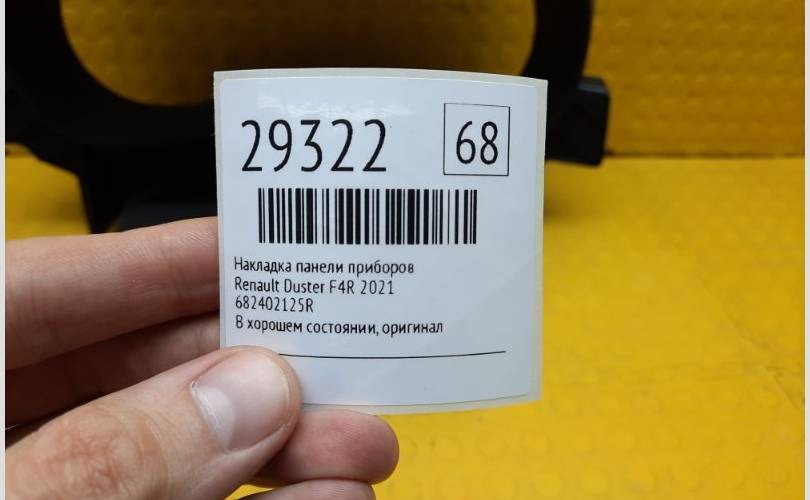 29322 68
Накладка панели приборов
Renault Duster F4R 2021
682402125R
В хорошем состоянии, оригинал